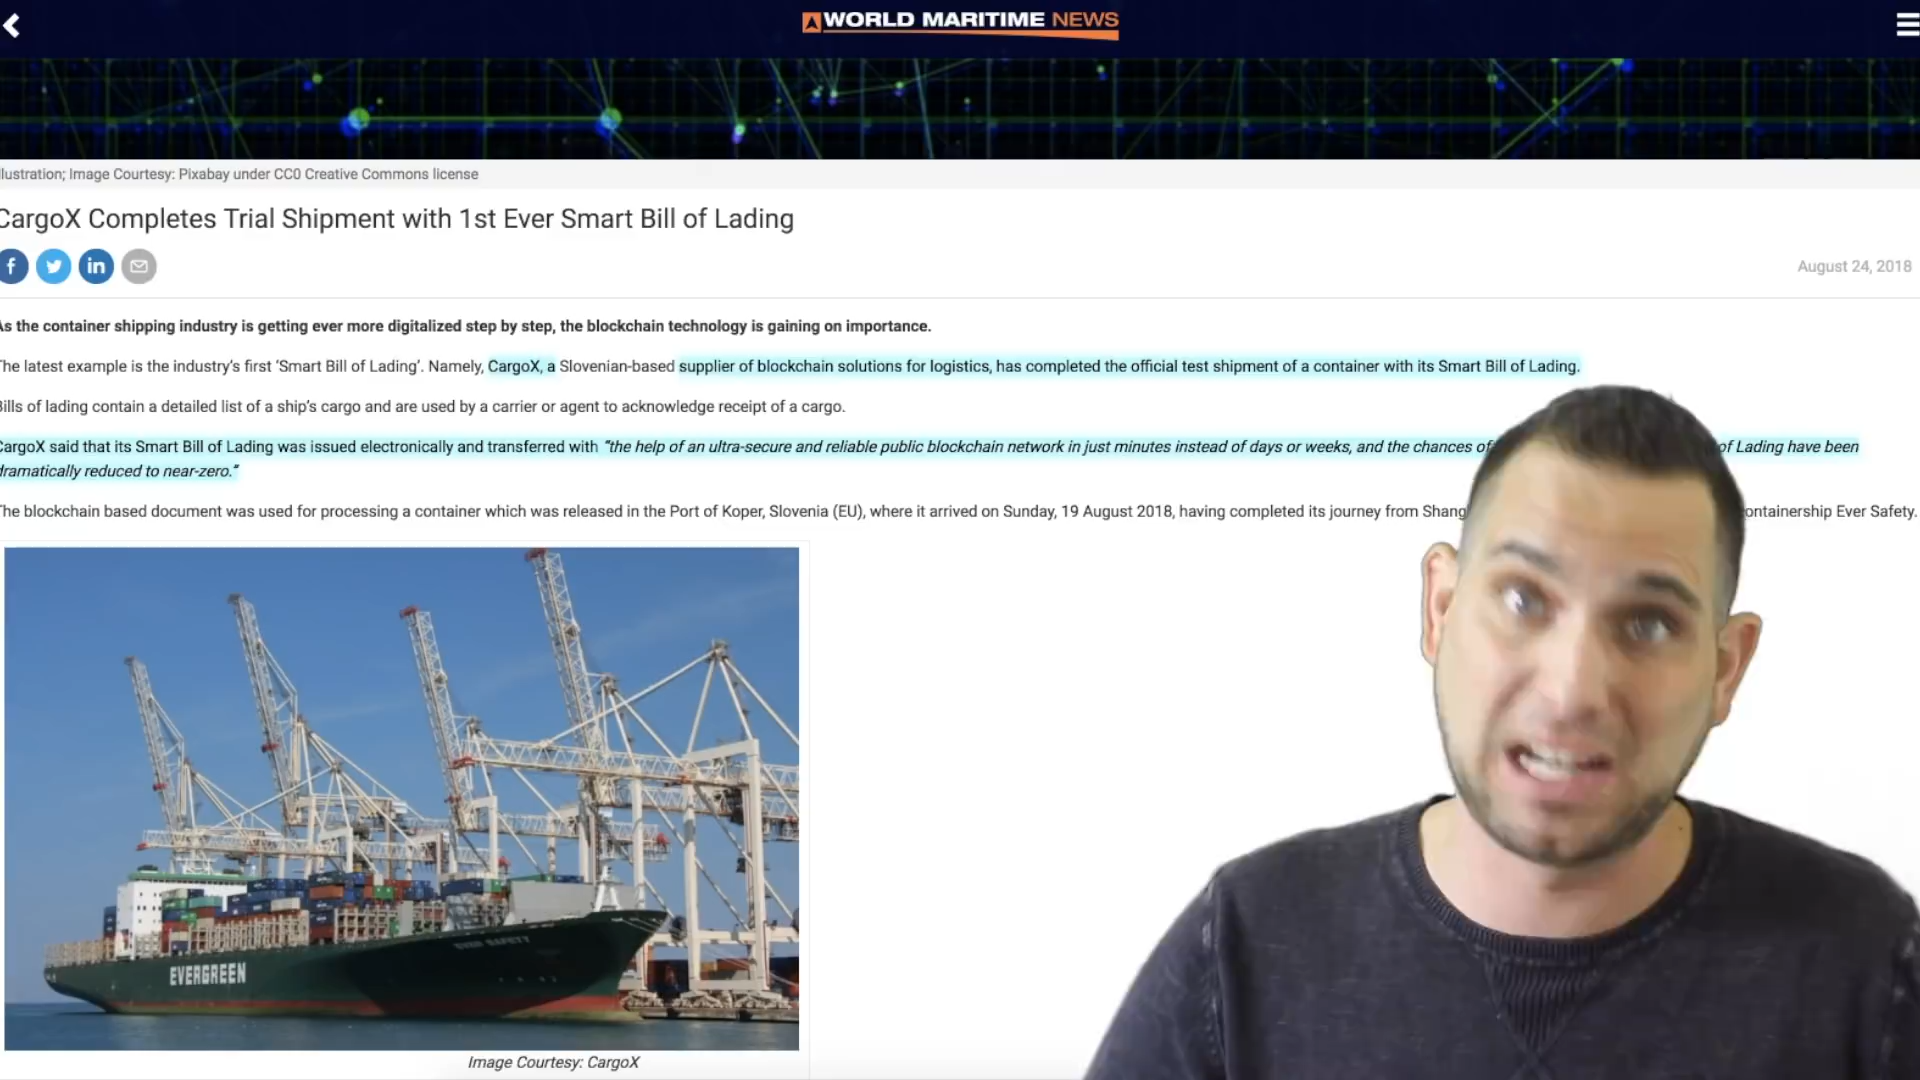 WORLD MARITIME NEWS
llustration; Image Courtesy: Pixabay under CC0 Creative Commons license
CargoX Completes Trial Shipment with 1st Ever Smart Bill of Lading
f in
August 24, 2018
As the container shipping industry is getting ever more digitalized step by step, the blockchain technology is gaining on importance.
The latest example is the industry's first 'Smart Bill of Lading'. Namely, CargoX, a Slovenian-based supplier of blockchain solutions for logistics, has completed the official test shipment of a container with its Smart Bill of Lading.
Bills of lading contain a detailed list of a ship's cargo and are used by a carrier or agent to acknowledge receipt of a cargo.
CargoX said that its Smart Bill of Lading was issued electronically and transferred with "the help of an ultra-secure and reliable public blockchain network in just minutes instead of days or weeks, and the chances of of Lading have been
dramatically reduced to near-zero."
The blockchain based document was used for processing a container which was released in the Port of Koper, Slovenia (EU), where it arrived on Sunday, 19 August 2018, having completed its journey from Shang ontainership Ever Safety.
EVER SAFETY
EVERGREEN
Image Courtesy: CargoX